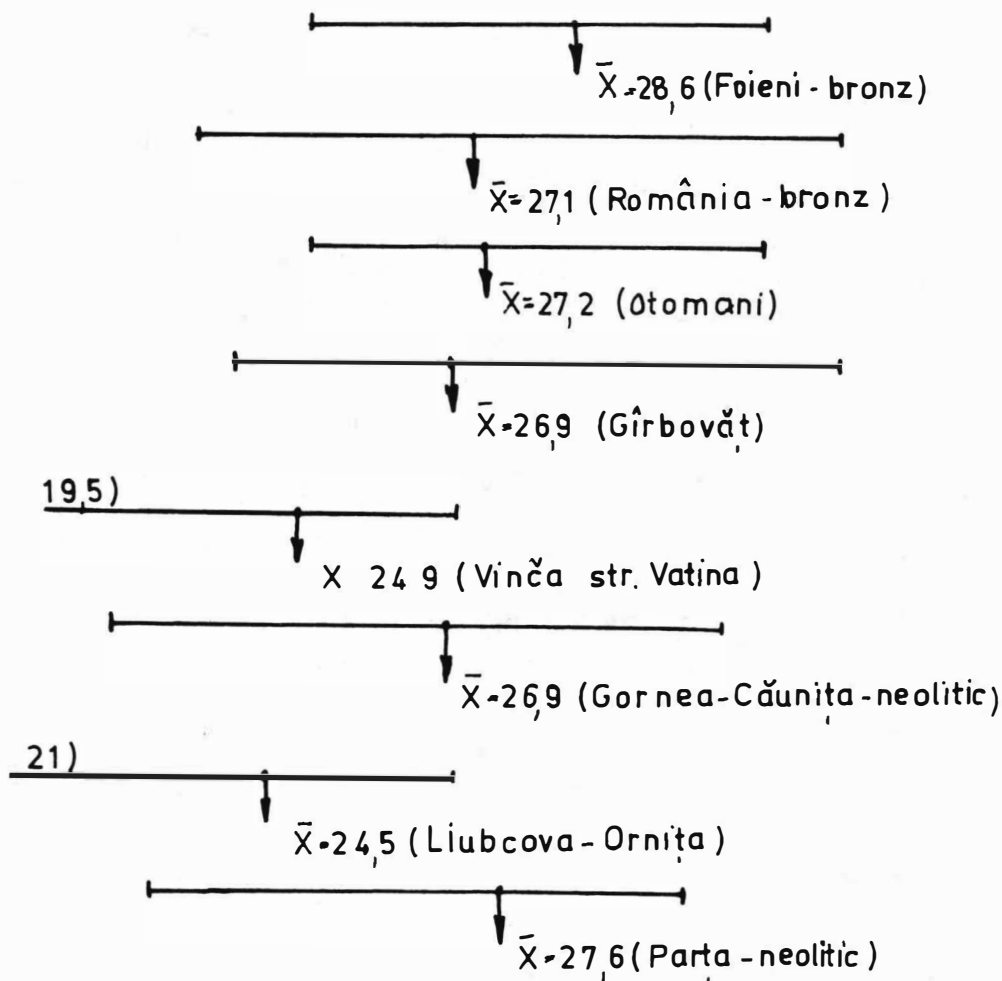 X̄=28,6 (Foieni-bronz)
X̄=27,1 (România-bronz)
X̄=27,2 (Otomani)
X̄=26,9 (Gîrbovăț)
19,5)
X 24 9 (Vinča str. Vatina)
X̄=26,9 (Gornea-Căunița-neolitic)
21)
X̄=24,5 (Liubcova-Ornița)
X̄=27,6 (Parța-neolitic)